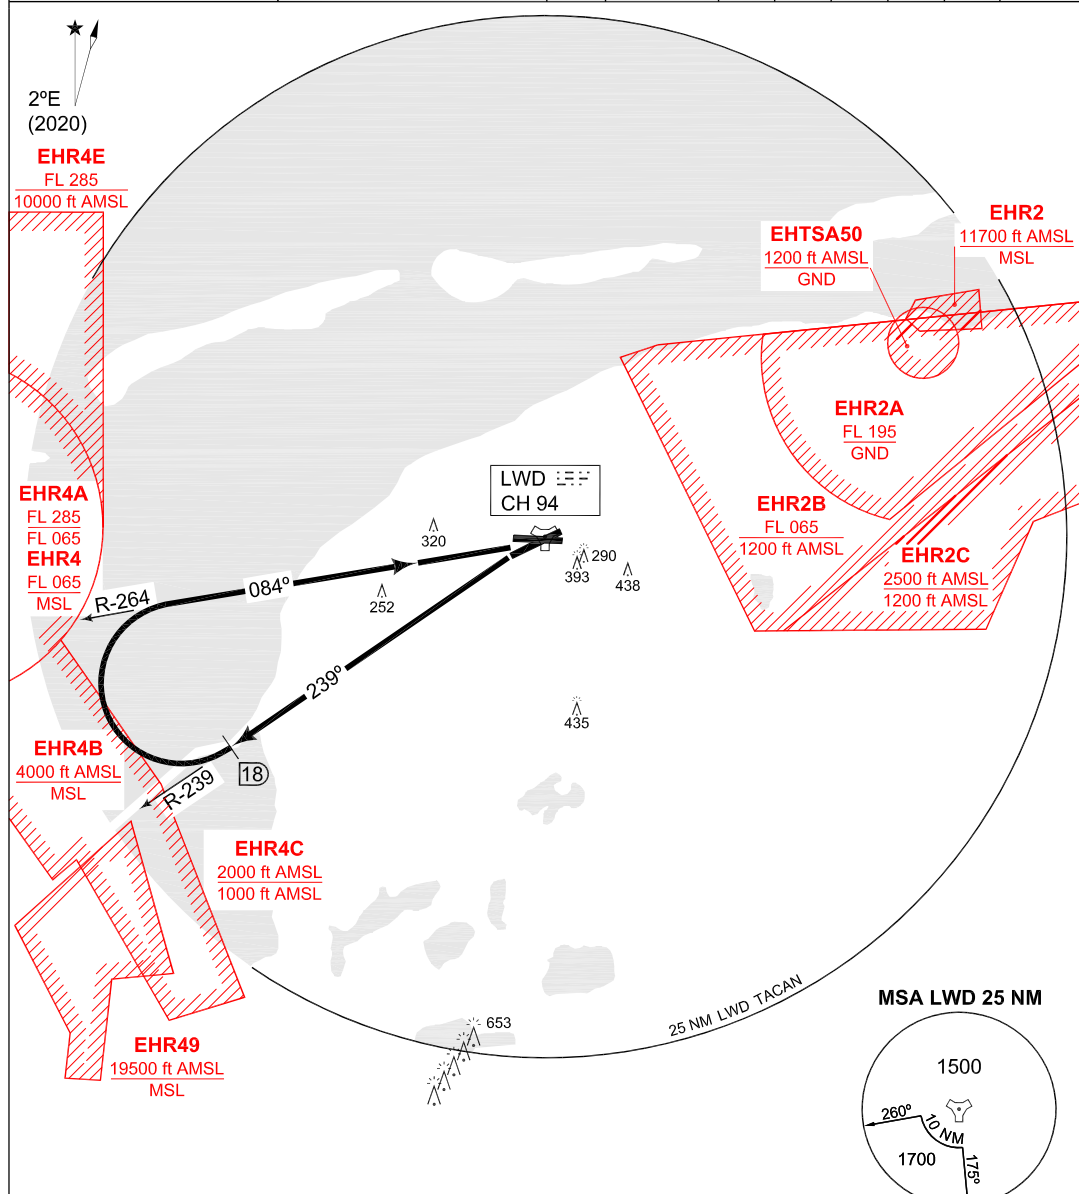 2ºE
(2020)
EHR4E
FL 285
10000 ft AMSL
EHTSA50
1200 ft AMSL
GND
EHR2
11700 ft AMSL
MSL
EHR2A
FL 195
GND
EHR4A
FL 285
FL 065
EHR4
FL 065
MSL
LWD
CH 94
320
290
393
438
252
EHR2B
FL 065
1200 ft AMSL
EHR2C
2500 ft AMSL
1200 ft AMSL
R-264
084º
239º
435
EHR4B
4000 ft AMSL
MSL
18
R-239
EHR4C
2000 ft AMSL
1000 ft AMSL
25 NM LWD TACAN
653
EHR49
19500 ft AMSL
MSL
MSA LWD 25 NM
1500
260º
10 NM
1700
175º